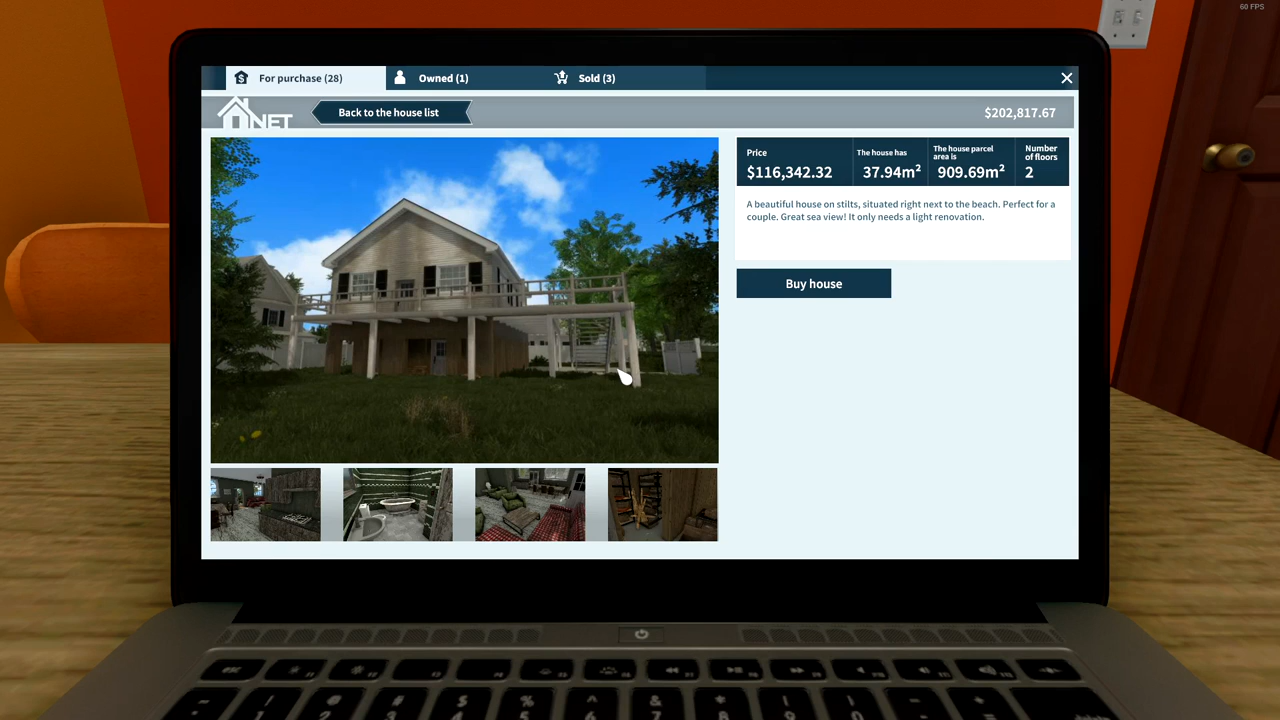 60 FPS
For purchase (28)
Owned (1)
Sold (3)
NET
Back to the house list
$202,817.67
Price
$116,342.32
The house has
37.94m²
The house parcel
area is
909.69m²
Number
of floors
2
A beautiful house on stilts, situated right next to the beach. Perfect for a
couple. Great sea view! It only needs a light renovation.
Buy house